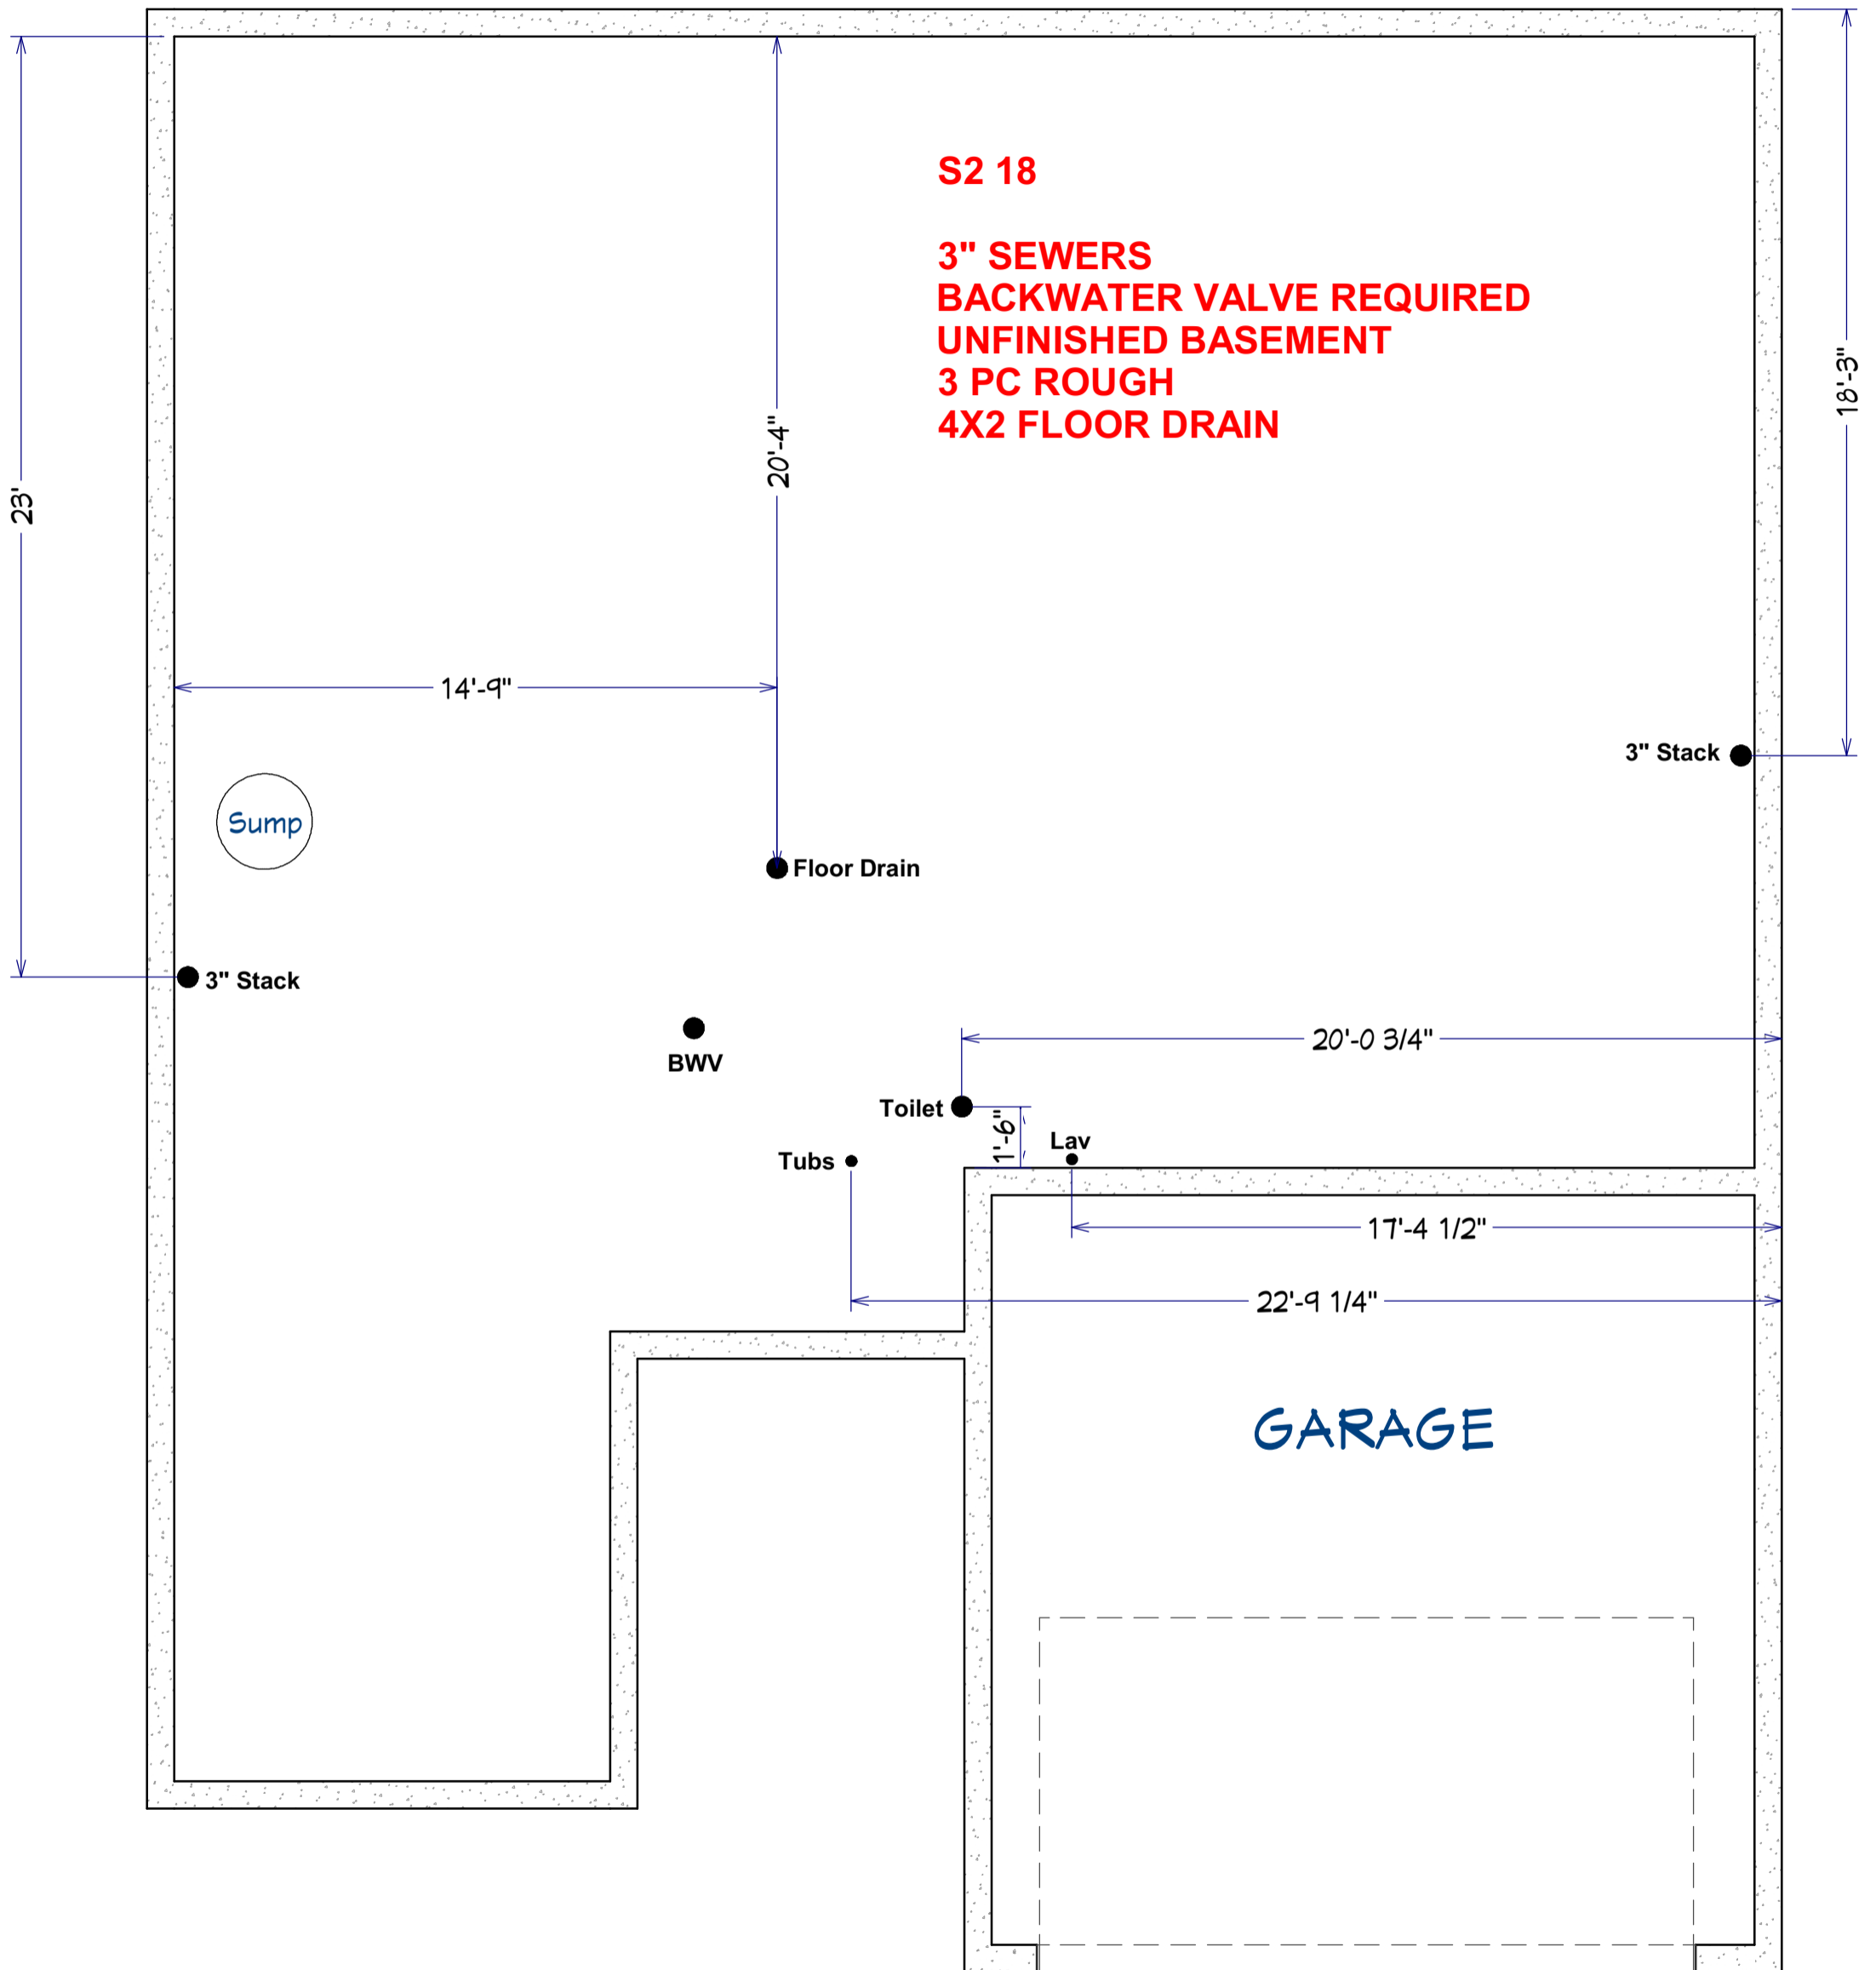 S2 18
3" SEWERS
BACKWATER VALVE REQUIRED
UNFINISHED BASEMENT
3 PC ROUGH
4X2 FLOOR DRAIN
18'-3"
20'-4"
23'
14'-9"
3" Stack
Sump
Floor Drain
3" Stack
BWV
20'-0 3/4"
Toilet
1'-6"
Lav
Tubs
17'-4 1/2"
22'-9 1/4"
GARAGE